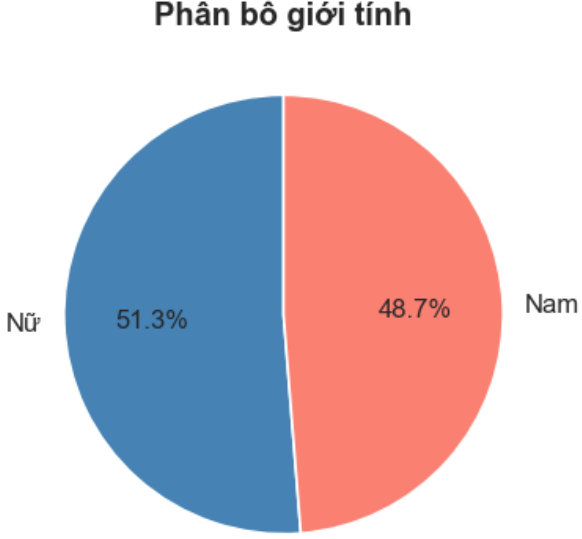 Phân bố giới tính
Nữ
51.3%
48.7%
Nam